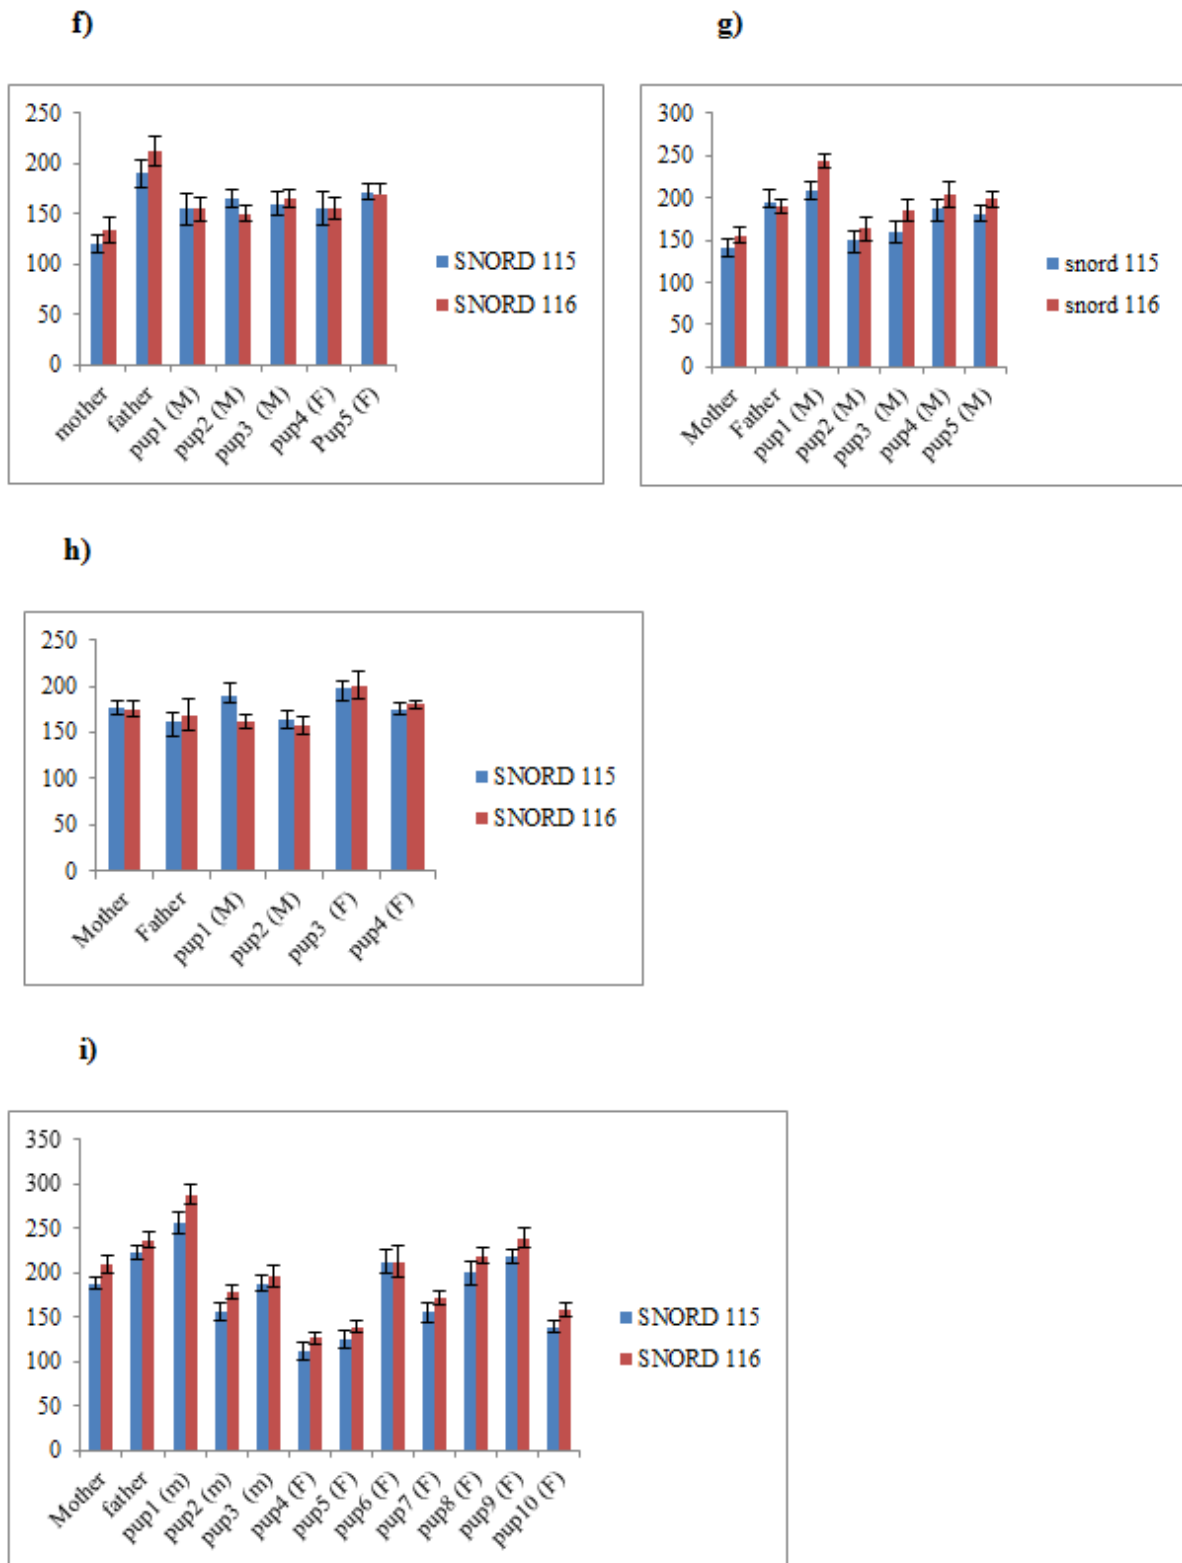 f)
250
200
150
100
50
0
mother
father
pup1 (M)
pup2 (M)
pup3 (M)
pup4 (F)
Pup5 (F)
SNORD 115
SNORD 116
g)
300
250
200
150
100
50
0
Mother
Father
pup1 (M)
pup2 (M)
pup3 (M)
pup4 (M)
pup5 (M)
snord 115
snord 116
h)
250
200
150
100
50
0
Mother
Father
pup1 (M)
pup2 (M)
pup3 (F)
pup4 (F)
SNORD 115
SNORD 116
i)
350
300
250
200
150
100
50
0
Mother
father
pup1 (m)
pup2 (m)
pup3 (m)
pup4 (F)
pup5 (F)
pup6 (F)
pup7 (F)
pup8 (F)
pup9 (F)
pup10 (F)
SNORD 115
SNORD 116